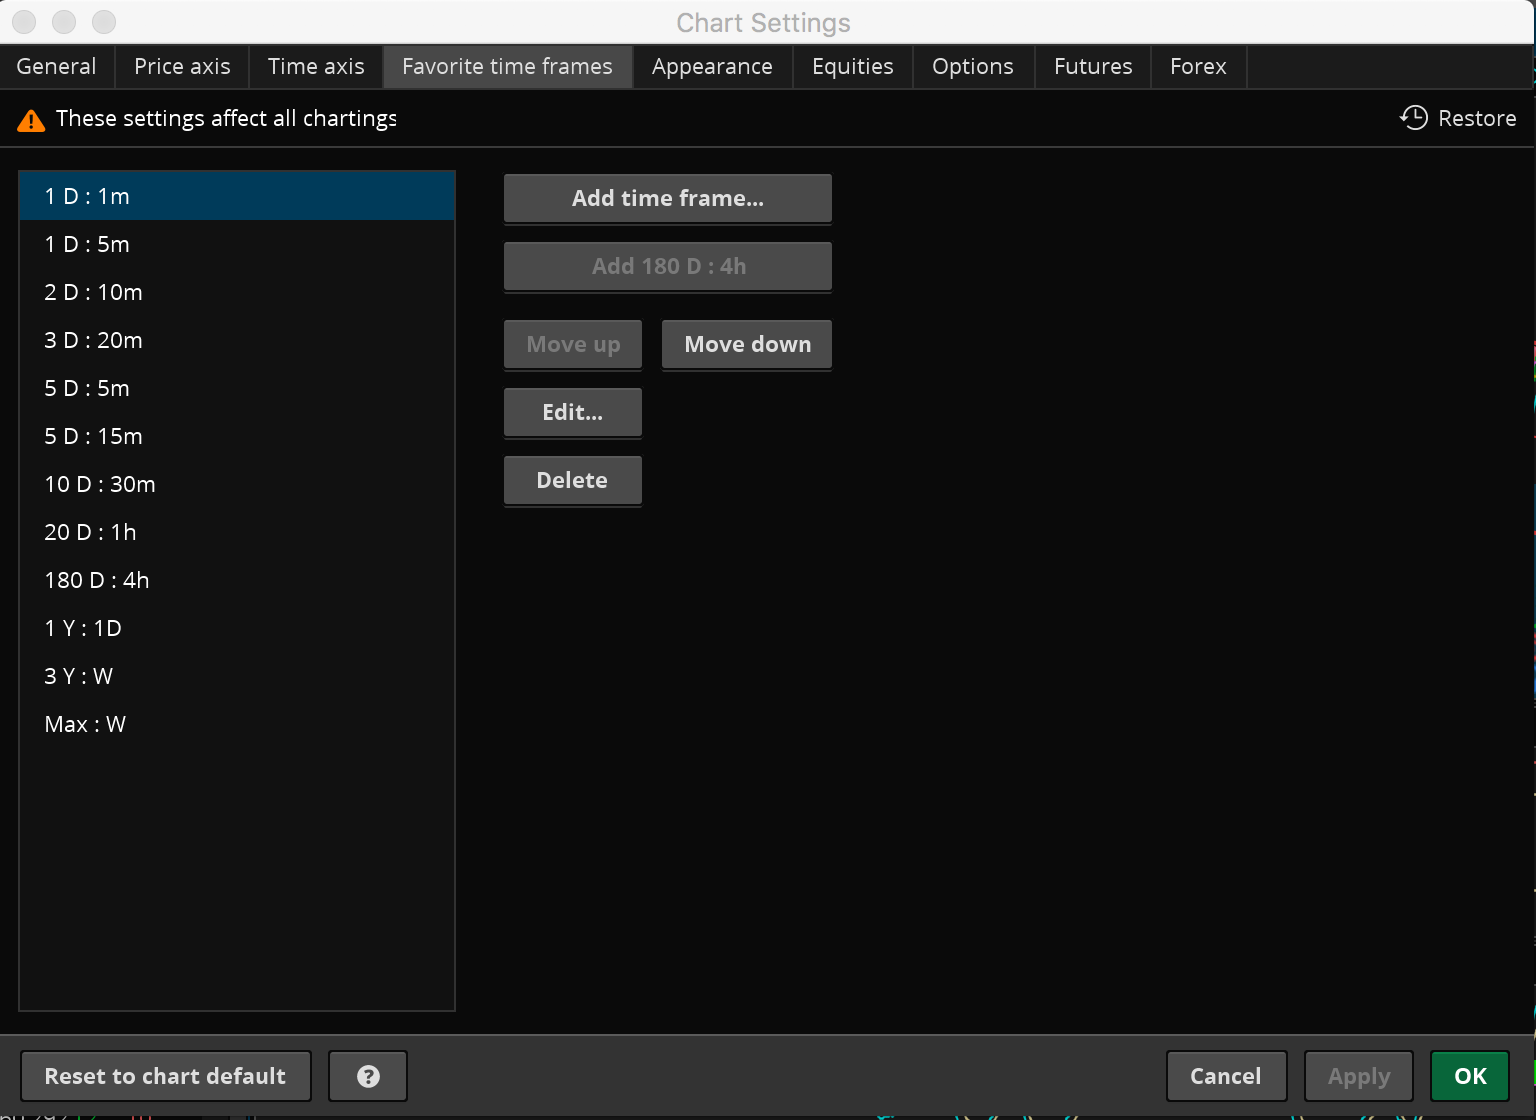 Chart Settings
General Price axis Time axis Favorite time frames Appearance Equities Options Futures Forex
These settings affect all chartings
Restore
1 D : 1m
1 D : 5m
2 D : 10m
3 D : 20m
5 D : 5m
5 D : 15m
10 D : 30m
20 D : 1h
180 D : 4h
1 Y : 1D
3 Y : W
Max : W
Add time frame...
Add 180 D : 4h
Move up Move down
Edit...
Delete
Reset to chart default ? Cancel Apply OK